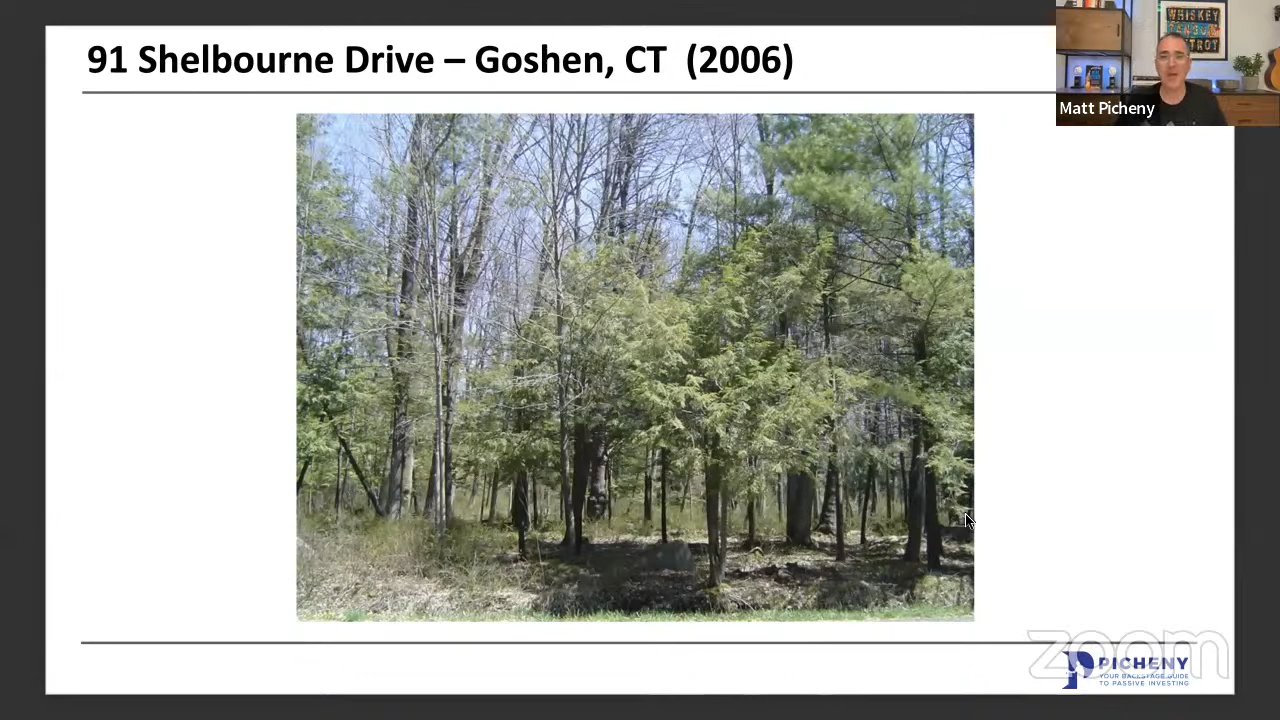 91 Shelbourne Drive – Goshen, CT (2006)
WHISKEY
Matt Picheny
zoom
PICHENY
YOUR BACKSTAGE GUIDE
TO PASSIVE INVESTING